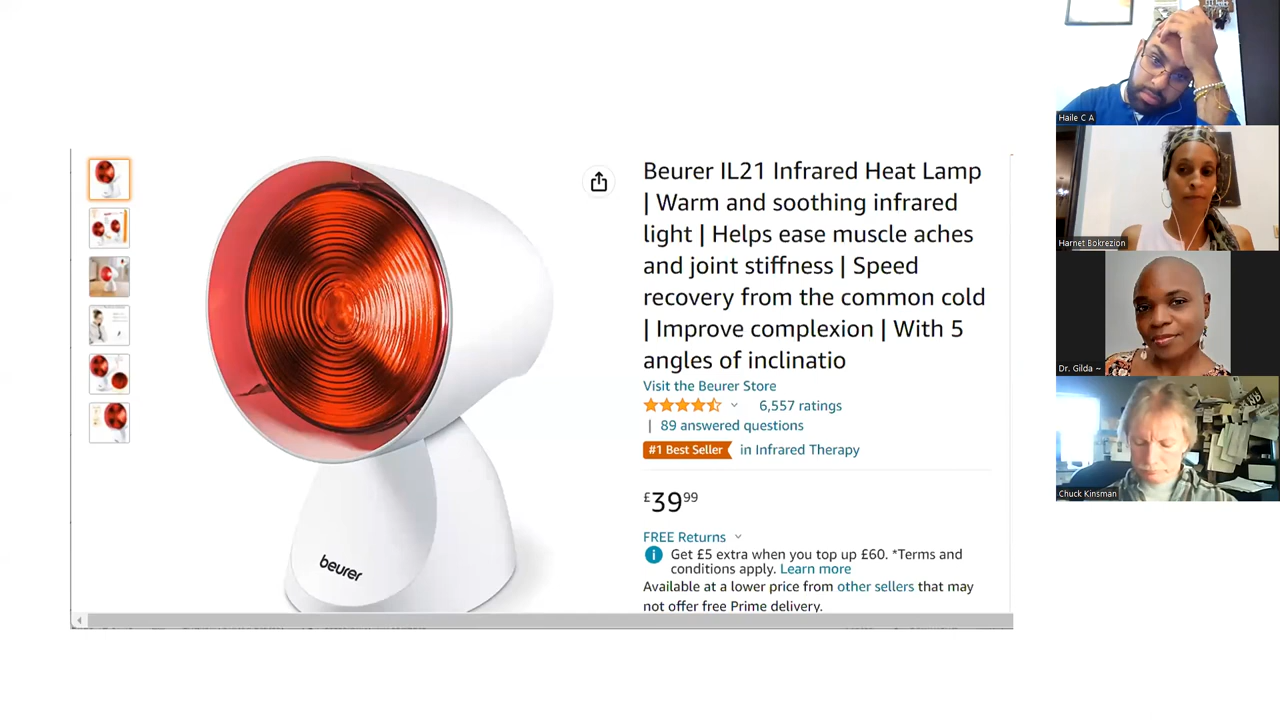 Beurer IL21 Infrared Heat Lamp
| Warm and soothing infrared
light | Helps ease muscle aches
and joint stiffness | Speed
recovery from the common cold
| Improve complexion | With 5
angles of inclinatio
Visit the Beurer Store
6,557 ratings
| 89 answered questions
#1 Best Seller in Infrared Therapy
£39.99
FREE Returns
Get £5 extra when you top up £60. *Terms and
conditions apply. Learn more
Available at a lower price from other sellers that may
not offer free Prime delivery.
beurer
Haile C A
Harnet Bokrezion
Dr. Gilda ~
Chuck Kinsman